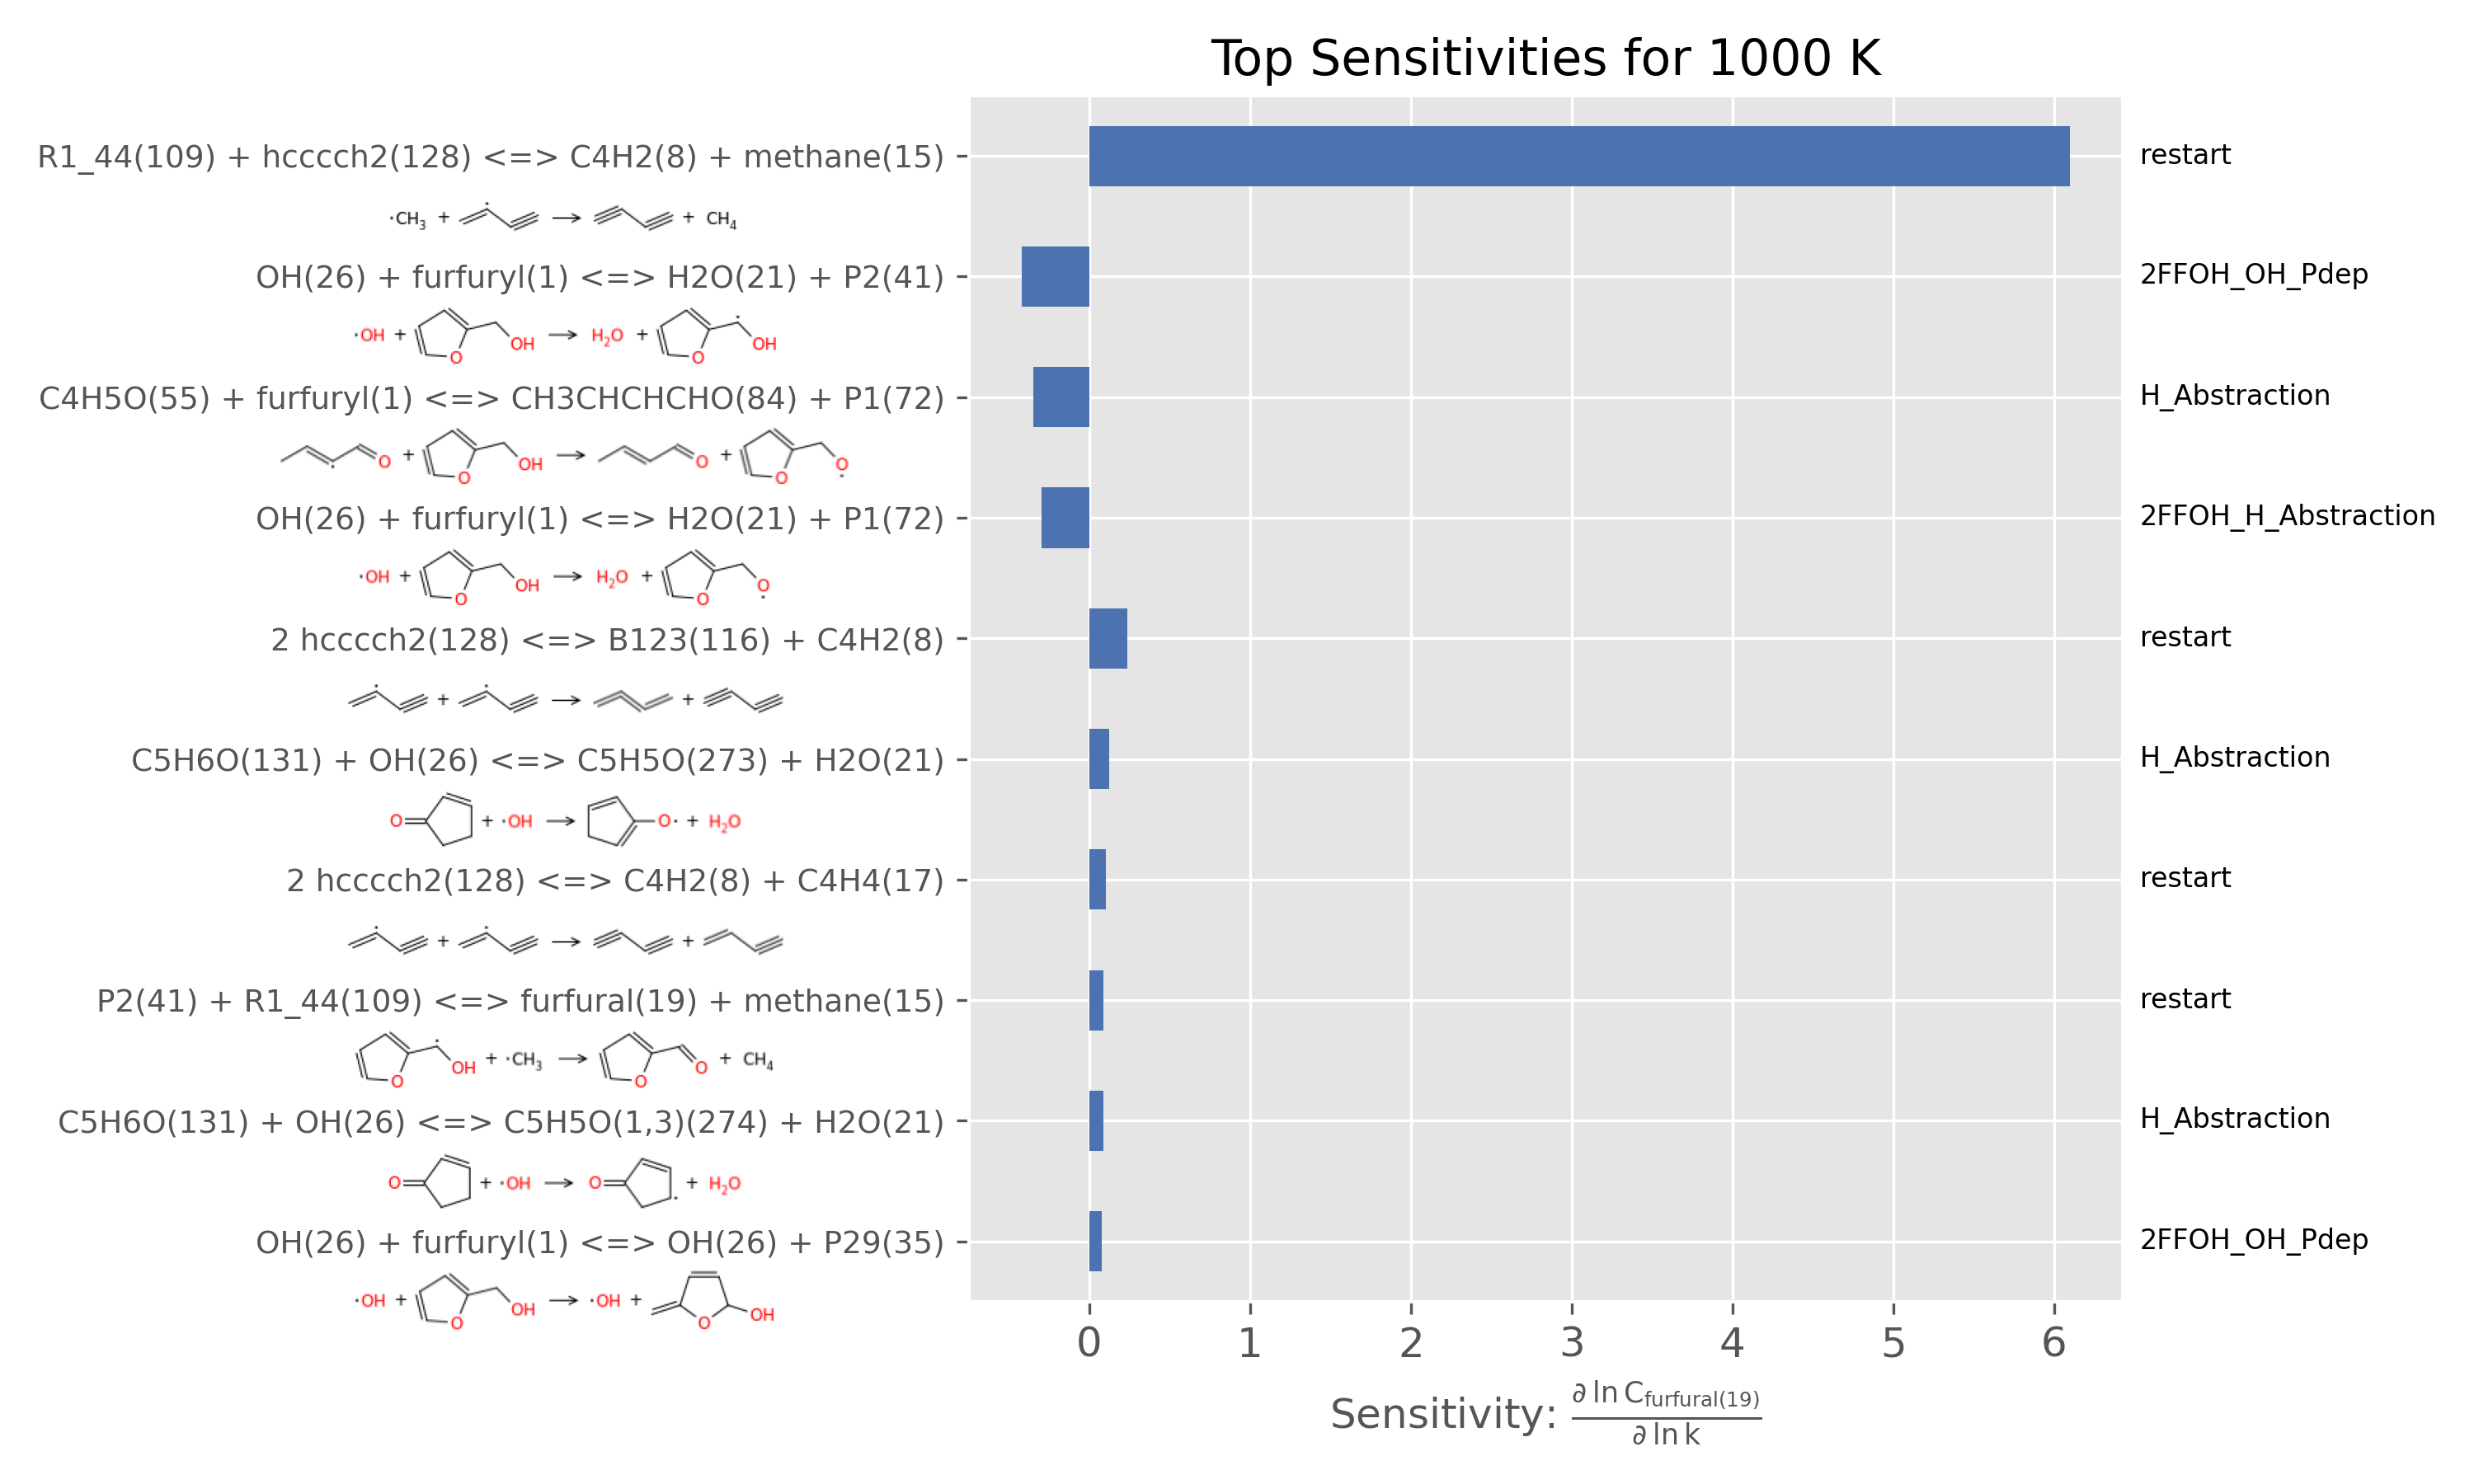 Top Sensitivities for 1000 K
R1_44(109) + hccccch2(128) <=> C4H2(8) + methane(15)
restart
·CH3 + → + CH4
OH(26) + furfuryl(1) <=> H2O(21) + P2(41)
2FFOH_OH_Pdep
·OH + OH → H2O + OH
O O
C4H5O(55) + furfuryl(1) <=> CH3CHCHCHO(84) + P1(72)
H_Abstraction
O + OH → O + O
O O
OH(26) + furfuryl(1) <=> H2O(21) + P1(72)
2FFOH_H_Abstraction
·OH + OH → H2O + O
O O
2 hccccch2(128) <=> B123(116) + C4H2(8)
restart
+ → +
C5H6O(131) + OH(26) <=> C5H5O(273) + H2O(21)
H_Abstraction
O + ·OH → O· + H2O
2 hccccch2(128) <=> C4H2(8) + C4H4(17)
restart
+ → +
P2(41) + R1_44(109) <=> furfural(19) + methane(15)
restart
OH + ·CH3 → O + CH4
O O
C5H6O(131) + OH(26) <=> C5H5O(1,3)(274) + H2O(21)
H_Abstraction
O + ·OH → O + H2O
OH(26) + furfuryl(1) <=> OH(26) + P29(35)
2FFOH_OH_Pdep
·OH + OH → ·OH + OH
O O
0 1 2 3 4 5 6
Sensitivity: ∂ ln C furfural(19) / ∂ ln k